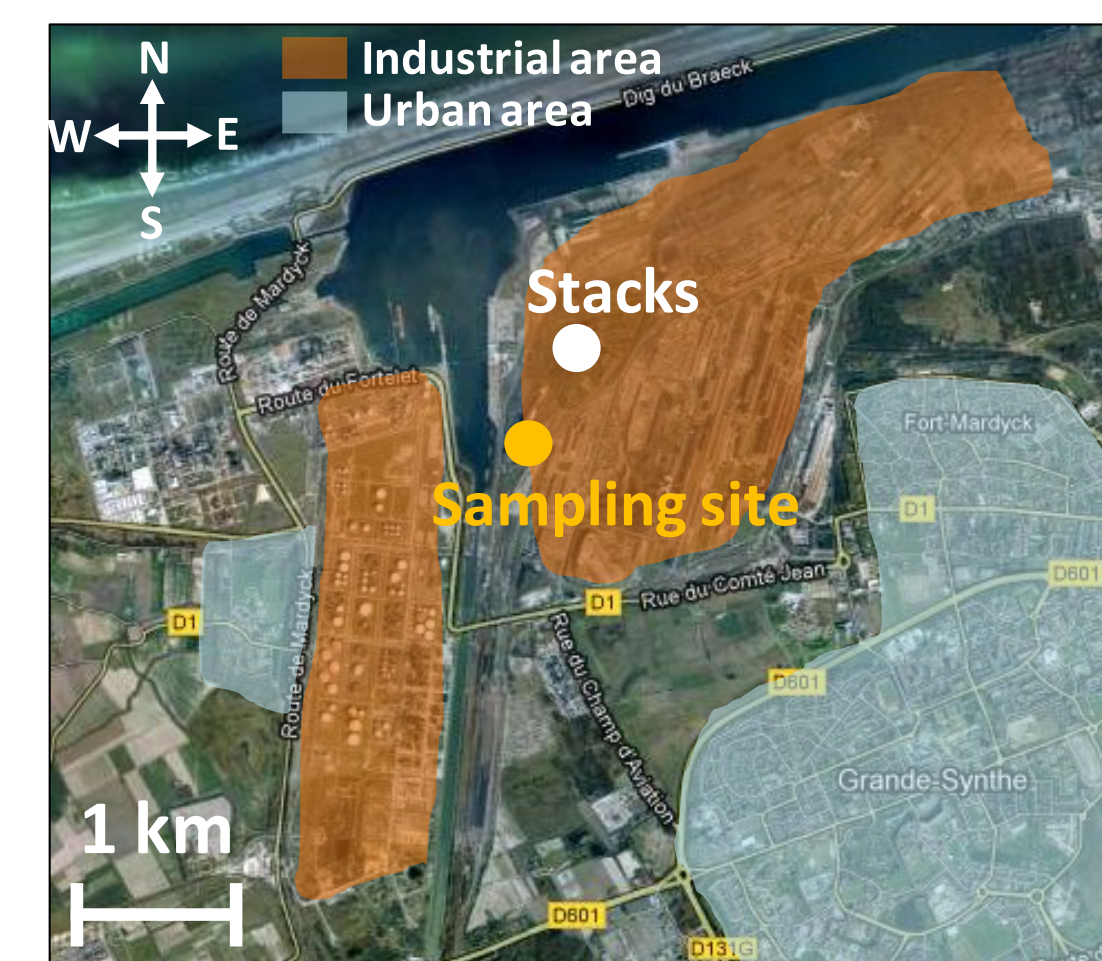 N
W
E
S
Industrial area
Urban area
Dig du Braeck
Route de Mardyck
Stacks
Route du Fortelet
Fort-Mardyck
Sampling site
D1
D601
Rue du Comté Jean
D1
D1
Route de Mardyck
Rue du Champ d'Aviation
D601
Grande-Synthe
1 km
D601
D131G